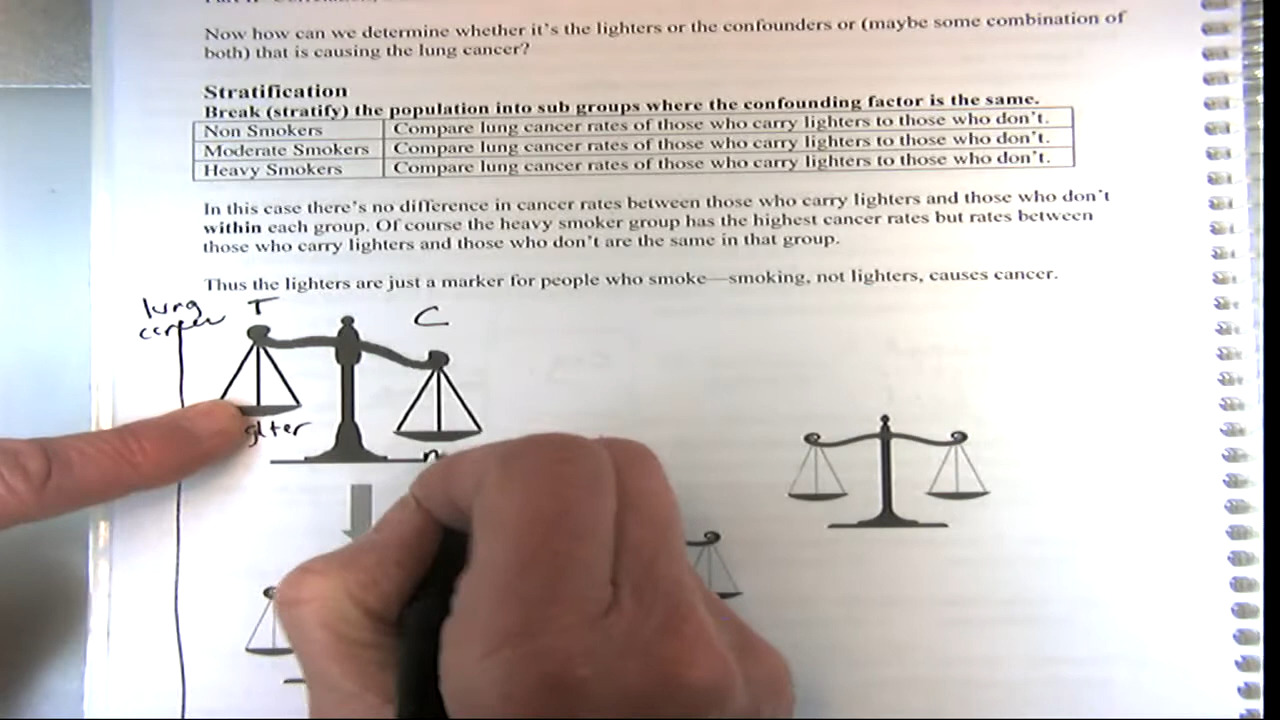 Now how can we determine whether it's the lighters or the confounders or (maybe some combination of
both) that is causing the lung cancer?
Stratification
Break (stratify) the population into sub groups where the confounding factor is the same.
Non Smokers Compare lung cancer rates of those who carry lighters to those who don't.
Moderate Smokers Compare lung cancer rates of those who carry lighters to those who don't.
Heavy Smokers Compare lung cancer rates of those who carry lighters to those who don't.
In this case there's no difference in cancer rates between those who carry lighters and those who don't
within each group. Of course the heavy smoker group has the highest cancer rates but rates between
those who carry lighters and those who don't are the same in that group.
Thus the lighters are just a marker for people who smoke—smoking, not lighters, causes cancer.
lung T
cancer C
ghter
n